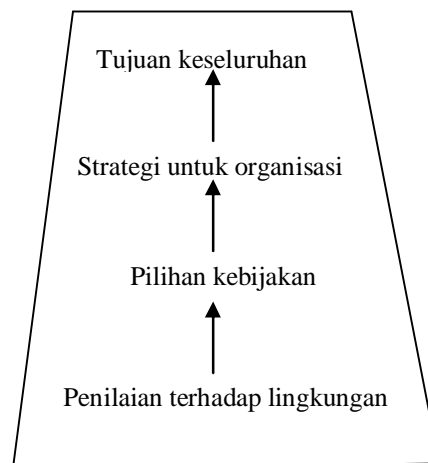 Tujuan keseluruhan
Strategi untuk organisasi
Pilihan kebijakan
Penilaian terhadap lingkungan